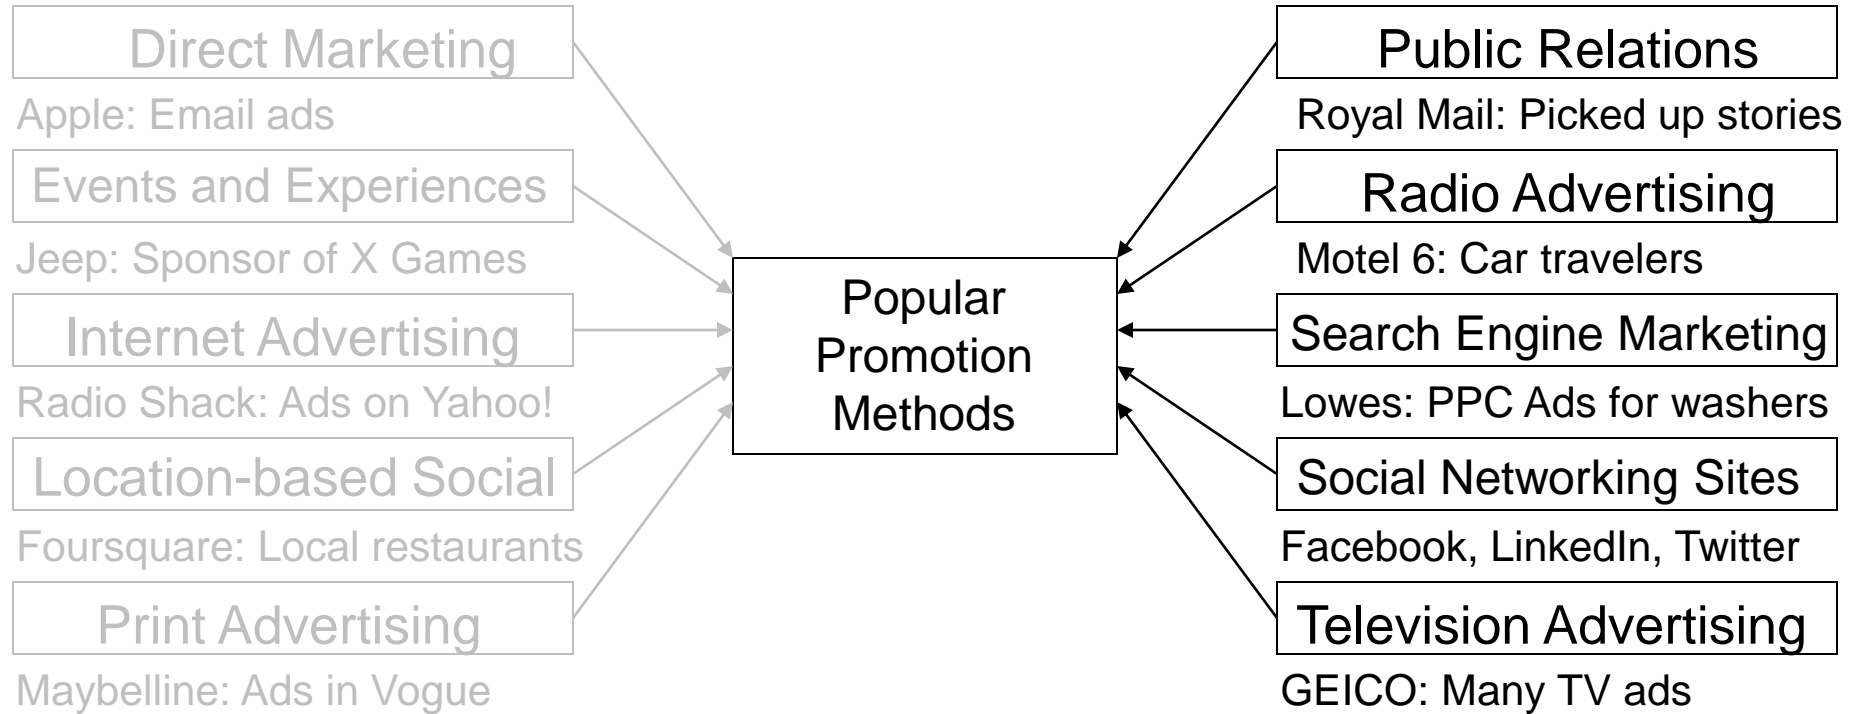 Direct Marketing
Apple: Email ads
Events and Experiences
Jeep: Sponsor of X Games
Internet Advertising
Radio Shack: Ads on Yahoo!
Location-based Social
Foursquare: Local restaurants
Print Advertising
Maybelline: Ads in Vogue
Popular
Promotion
Methods
Public Relations
Royal Mail: Picked up stories
Radio Advertising
Motel 6: Car travelers
Search Engine Marketing
Lowes: PPC Ads for washers
Social Networking Sites
Facebook, LinkedIn, Twitter
Television Advertising
GEICO: Many TV ads